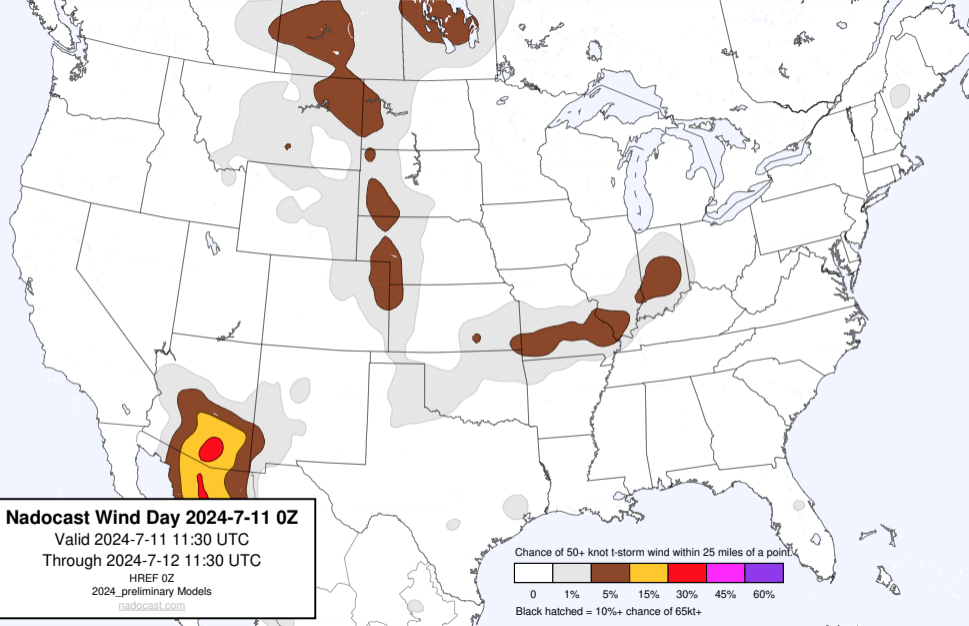 Nadocast Wind Day 2024-7-11 0Z
Valid 2024-7-11 11:30 UTC
Through 2024-7-12 11:30 UTC
HREF 0Z
2024_preliminary Models
nadocast.com
Chance of 50+ knot t-storm wind within 25 miles of a point.
0 1% 5% 15% 30% 45% 60%
Black hatched = 10%+ chance of 65kt+